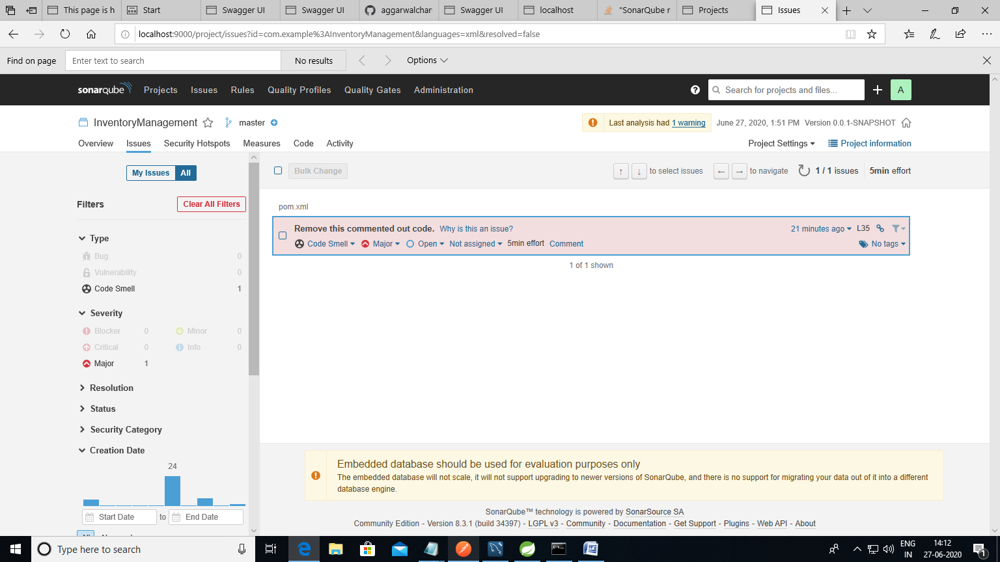 This page is h
Start
Swagger UI
Swagger UI
aggarwalchar
Swagger UI
localhost
"SonarQube r
Projects
Issues
localhost:9000/project/issues?id=com.example%3AInventoryManagement&languages=xml&resolved=false
Find on page
Enter text to search
No results
Options
sonarqube
Projects
Issues
Rules
Quality Profiles
Quality Gates
Administration
Search for projects and files...
A
InventoryManagement
master
Last analysis had 1 warning
June 27, 2020, 1:51 PM
Version 0.0.1-SNAPSHOT
Overview
Issues
Security Hotspots
Measures
Code
Activity
Project Settings
Project information
My Issues
All
Bulk Change
↑ ↓ to select issues
← → to navigate
1 / 1 issues
5min effort
Filters
Clear All Filters
Type
Bug 0
Vulnerability 0
Code Smell 1
Severity
Blocker 0
Minor 0
Critical 0
Info 0
Major 1
Resolution
Status
Security Category
Creation Date
24
Start Date
to
End Date
pom.xml
Remove this commented out code.
Why is this an issue?
21 minutes ago
L35
Code Smell
Major
Open
Not assigned
5min effort
Comment
No tags
1 of 1 shown
Embedded database should be used for evaluation purposes only
The embedded database will not scale, it will not support upgrading to newer versions of SonarQube, and there is no support for migrating your data out of it into a different
database engine.
SonarQube™ technology is powered by SonarSource SA
Community Edition - Version 8.3.1 (build 34397) - LGPL v3 - Community - Documentation - Get Support - Plugins - Web API - About
Type here to search
ENG
IN
14:12
27-06-2020
1